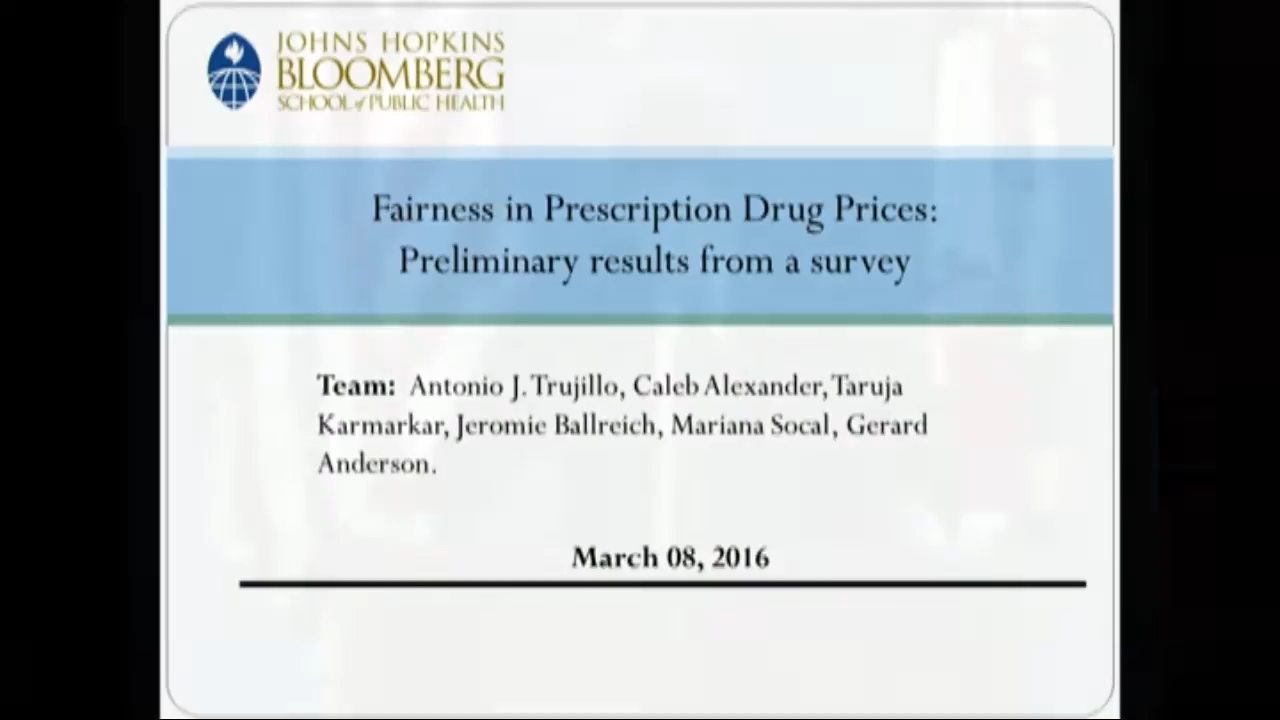 JOHNS HOPKINS
BLOOMBERG
SCHOOL of PUBLIC HEALTH
Fairness in Prescription Drug Prices:
Preliminary results from a survey
Team: Antonio J. Trujillo, Caleb Alexander, Taruja
Karmarkar, Jeromie Ballreich, Mariana Socal, Gerard
Anderson.
March 08, 2016